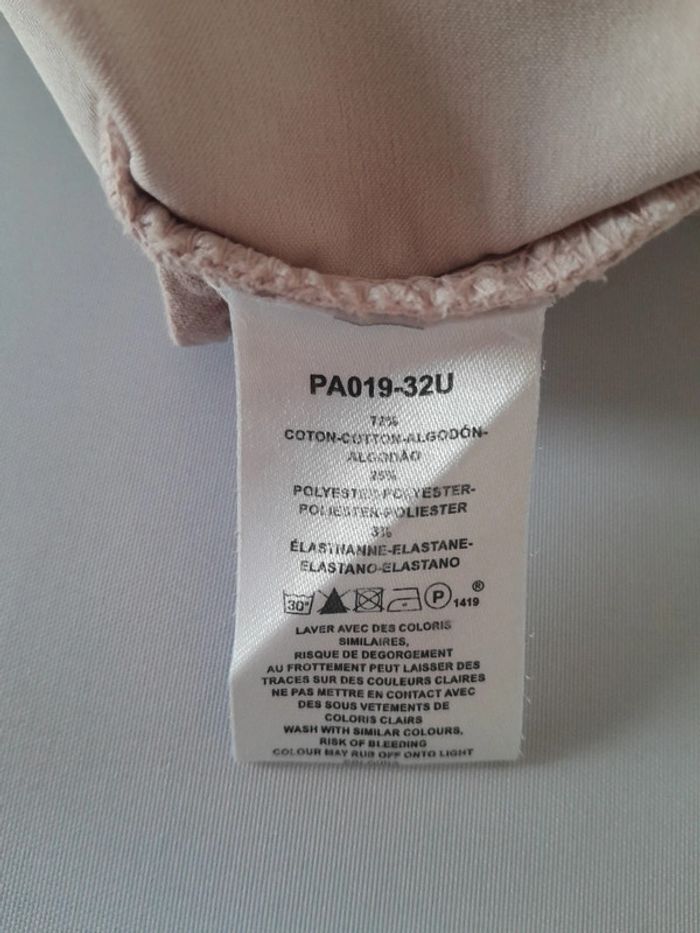 PA019-32U
72%
COTON-COTTON-ALGODÓN-
ALGODÃO
25%
POLYESTER-POLYESTER-
POLIESTER-POLIESTER
3%
ÉLASTHANNE-ELASTANE-
ELASTANO-ELASTANO
30° P 1419 ®
LAVER AVEC DES COLORIS
SIMILAIRES,
RISQUE DE DEGORGEMENT
AU FROTTEMENT PEUT LAISSER DES
TRACES SUR DES COULEURS CLAIRES
NE PAS METTRE EN CONTACT AVEC
DES SOUS VETEMENTS DE
COLORIS CLAIRS
WASH WITH SIMILAR COLOURS,
RISK OF BLEEDING
COLOUR MAY RUB OFF ONTO LIGHT